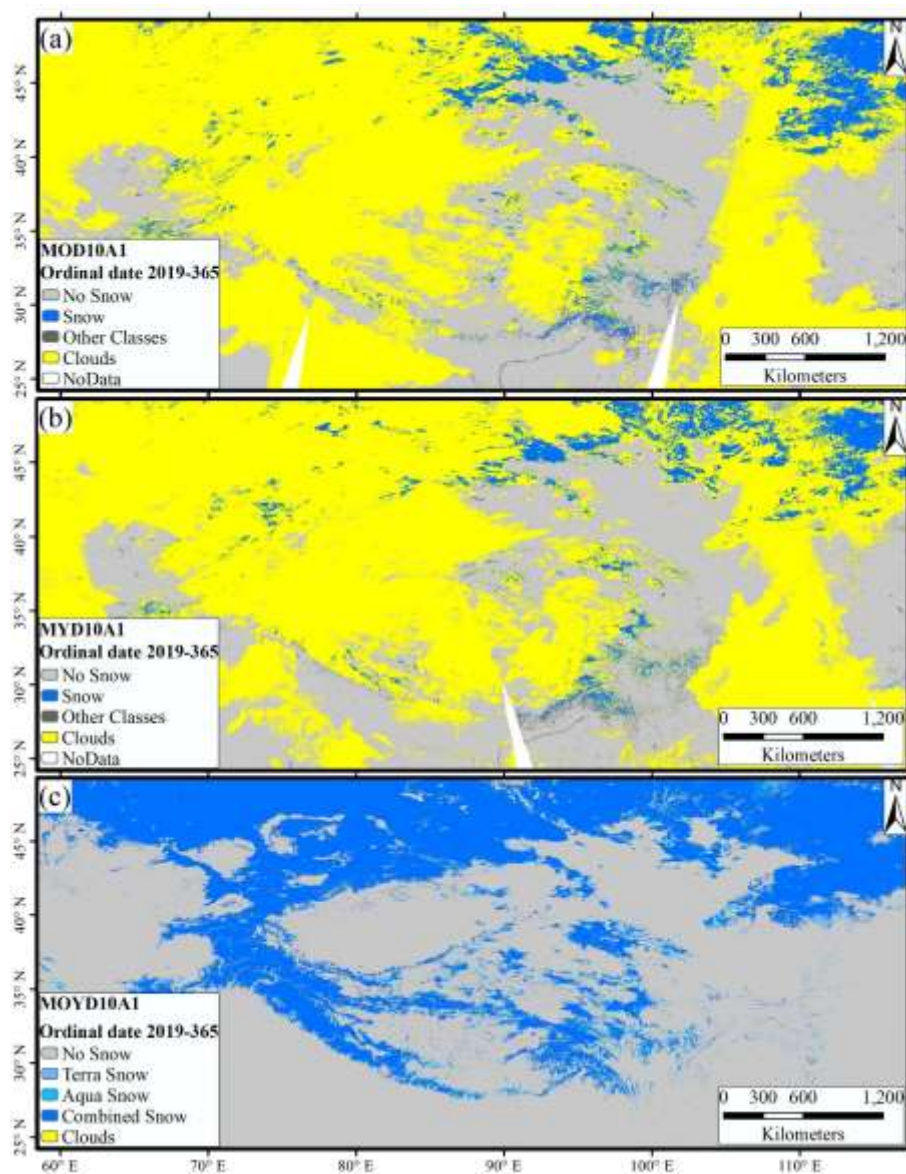 (a)
N
45° N
40° N
35° N
30° N
25° N
MOD10A1
Ordinal date 2019-365
No Snow
Snow
Other Classes
Clouds
NoData
0 300 600 1,200
Kilometers
(b)
N
45° N
40° N
35° N
30° N
25° N
MYD10A1
Ordinal date 2019-365
No Snow
Snow
Other Classes
Clouds
NoData
0 300 600 1,200
Kilometers
(c)
N
45° N
40° N
35° N
30° N
25° N
MOYD10A1
Ordinal date 2019-365
No Snow
Terra Snow
Aqua Snow
Combined Snow
Clouds
0 300 600 1,200
Kilometers
60° E 70° E 80° E 90° E 100° E 110° E